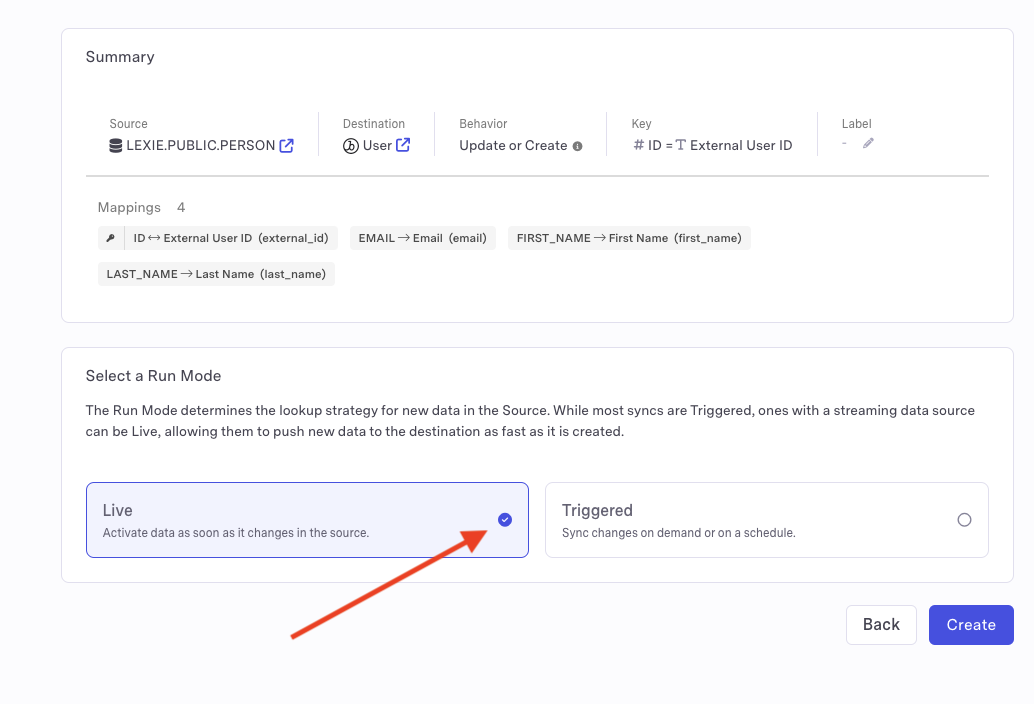 Summary
Source
Destination
Behavior
Key
Label
LEXIE.PUBLIC.PERSON
User
Update or Create
# ID = T External User ID
-
Mappings 4
ID ↔ External User ID (external_id)
EMAIL → Email (email)
FIRST_NAME → First Name (first_name)
LAST_NAME → Last Name (last_name)
Select a Run Mode
The Run Mode determines the lookup strategy for new data in the Source. While most syncs are Triggered, ones with a streaming data source
can be Live, allowing them to push new data to the destination as fast as it is created.
Live
Activate data as soon as it changes in the source.
Triggered
Sync changes on demand or on a schedule.
Back
Create